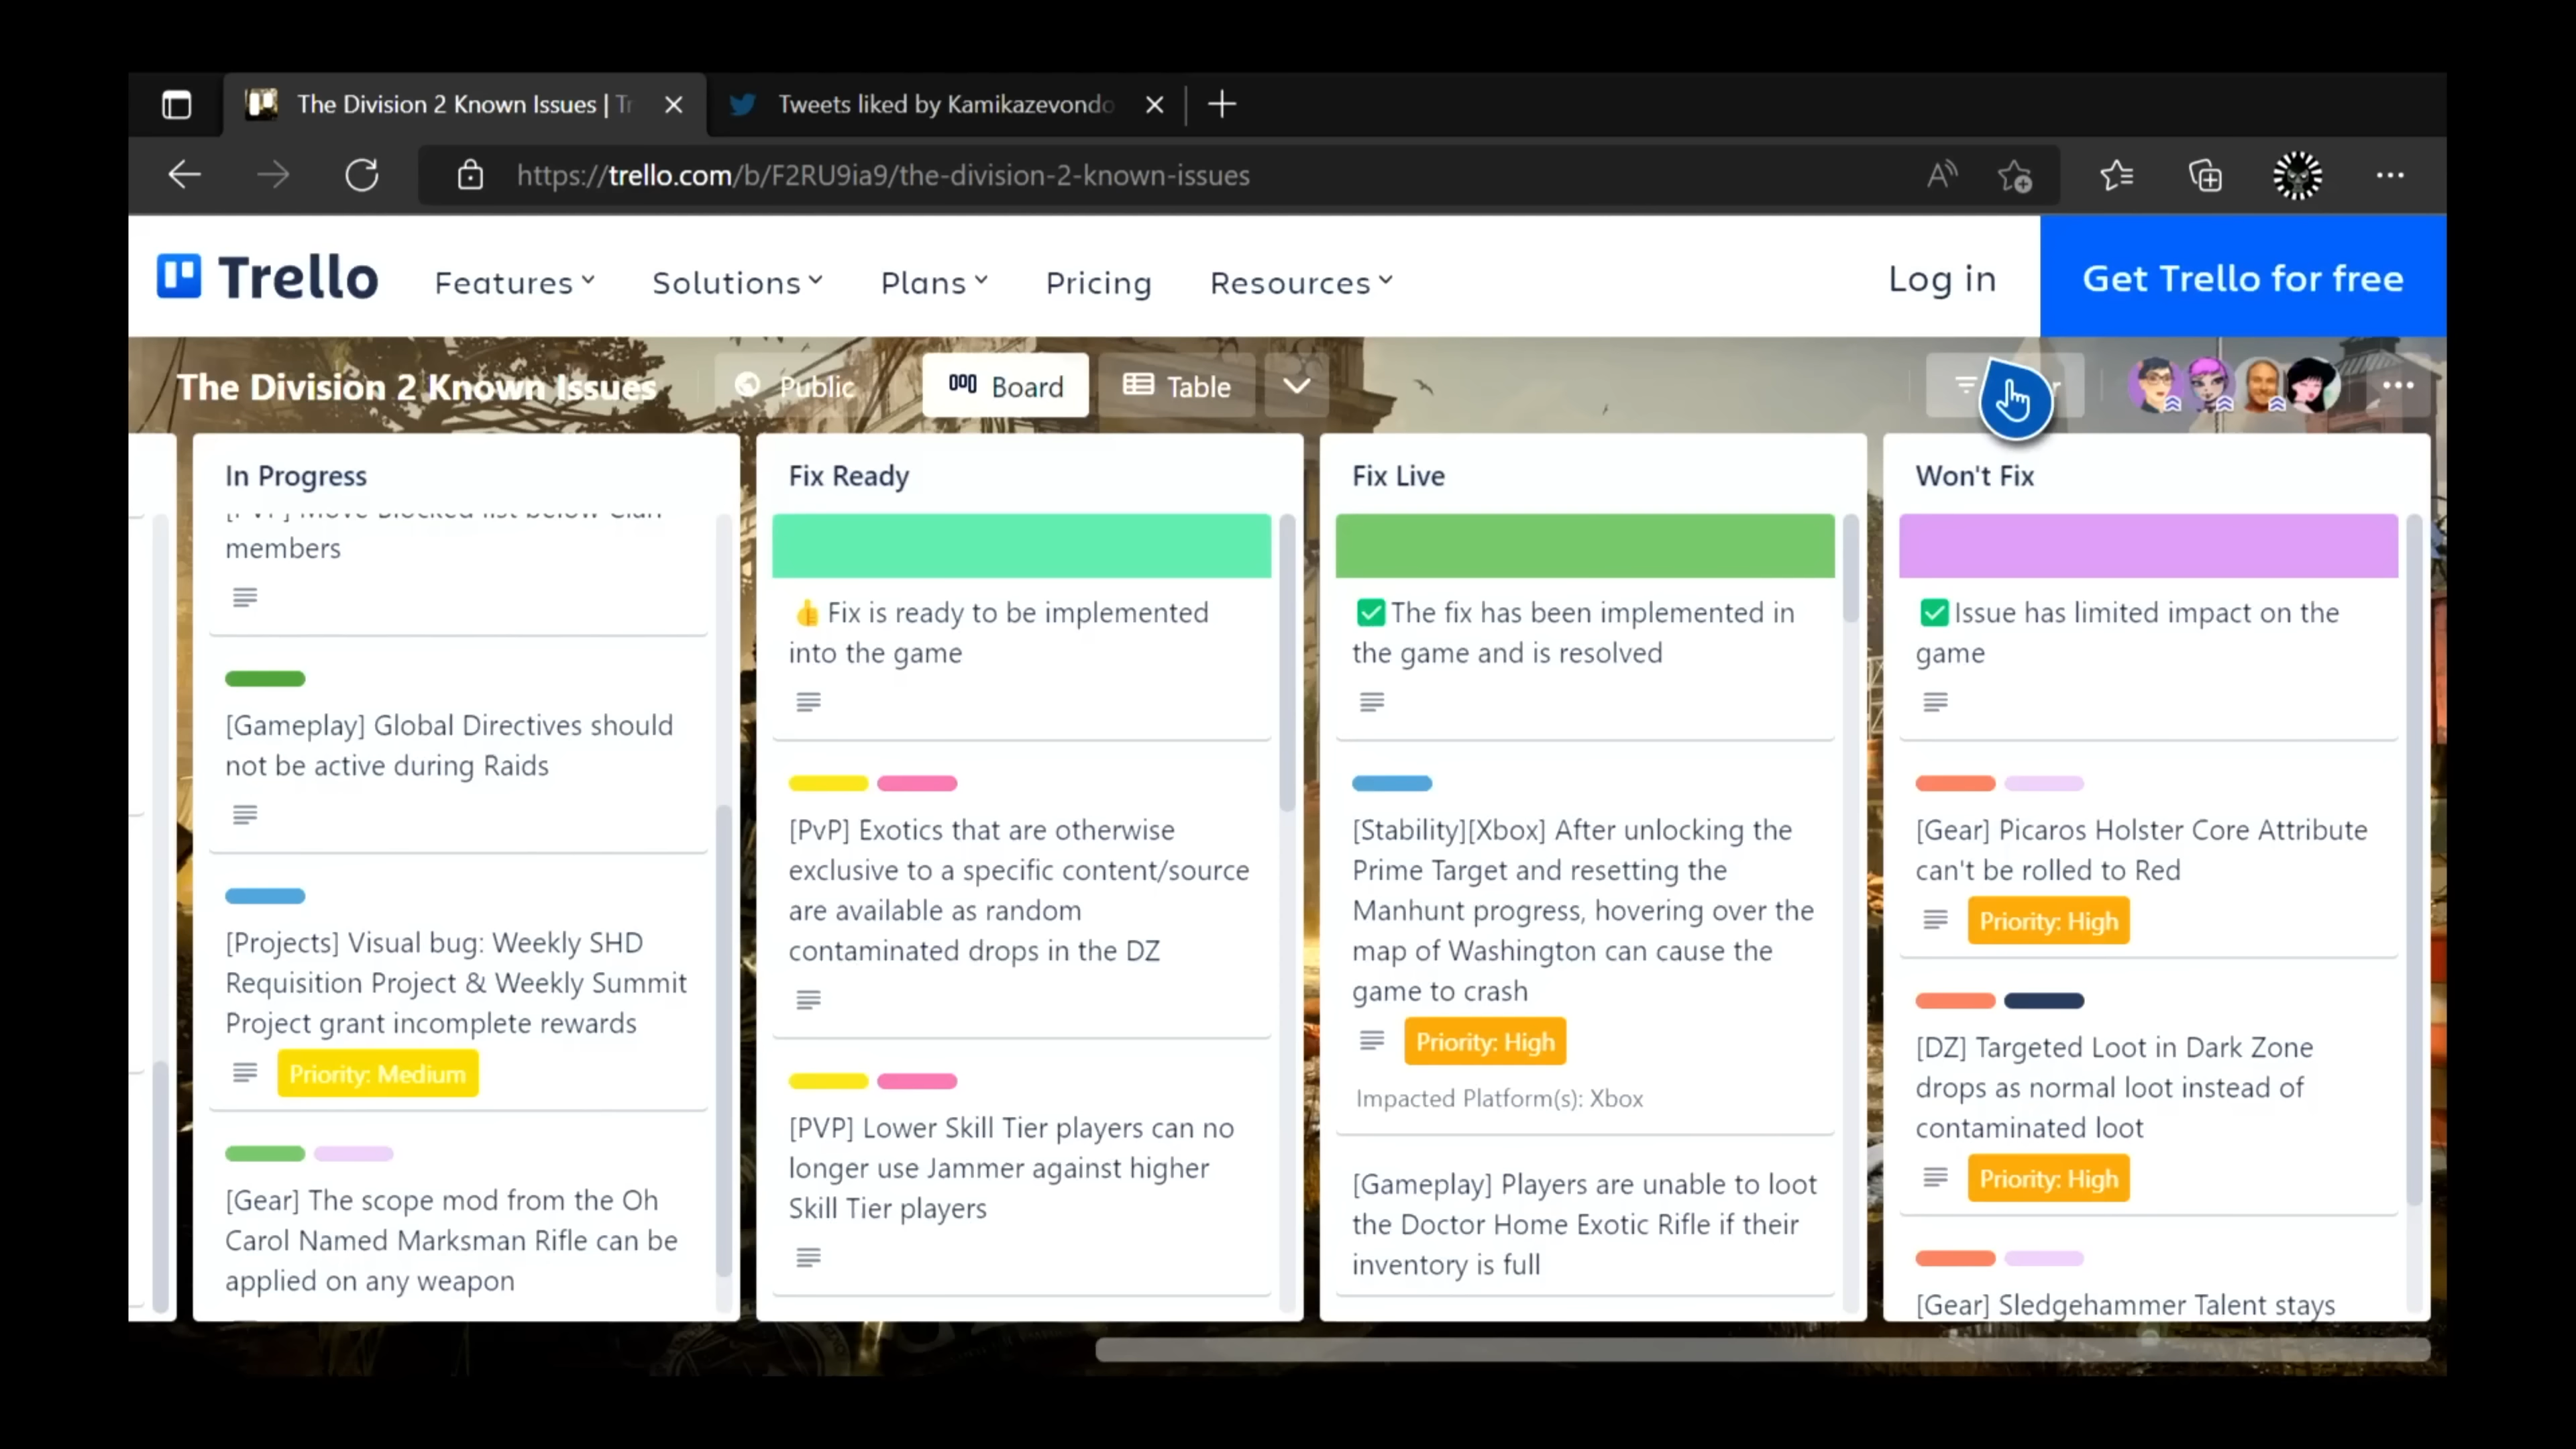 The Division 2 Known Issues | Tr
Tweets liked by Kamikazevondo
https://trello.com/b/F2RU9ia9/the-division-2-known-issues
Trello
Features
Solutions
Plans
Pricing
Resources
Log in
Get Trello for free
The Division 2 Known Issues
Public
Board
Table
In Progress
members
[Gameplay] Global Directives should
not be active during Raids
[Projects] Visual bug: Weekly SHD
Requisition Project & Weekly Summit
Project grant incomplete rewards
Priority: Medium
[Gear] The scope mod from the Oh
Carol Named Marksman Rifle can be
applied on any weapon
Fix Ready
👍 Fix is ready to be implemented
into the game
[PvP] Exotics that are otherwise
exclusive to a specific content/source
are available as random
contaminated drops in the DZ
[PVP] Lower Skill Tier players can no
longer use Jammer against higher
Skill Tier players
Fix Live
✅ The fix has been implemented in
the game and is resolved
[Stability][Xbox] After unlocking the
Prime Target and resetting the
Manhunt progress, hovering over the
map of Washington can cause the
game to crash
Priority: High
Impacted Platform(s): Xbox
[Gameplay] Players are unable to loot
the Doctor Home Exotic Rifle if their
inventory is full
Won't Fix
✅ Issue has limited impact on the
game
[Gear] Picaros Holster Core Attribute
can't be rolled to Red
Priority: High
[DZ] Targeted Loot in Dark Zone
drops as normal loot instead of
contaminated loot
Priority: High
[Gear] Sledgehammer Talent stays